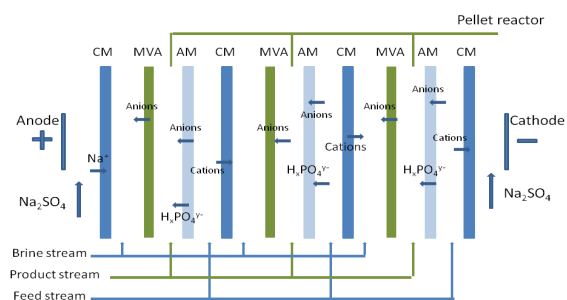 Pellet reactor
CM MVA AM CM MVA AM CM MVA AM CM
Anode
+
Cathode
−
Anions
Anions
Anions
Anions
Anions
Anions
Na⁺
Cations
Cations
Cations
HₓPO₄ʸ⁻
HₓPO₄ʸ⁻
HₓPO₄ʸ⁻
Na₂SO₄
Na₂SO₄
Brine stream
Product stream
Feed stream